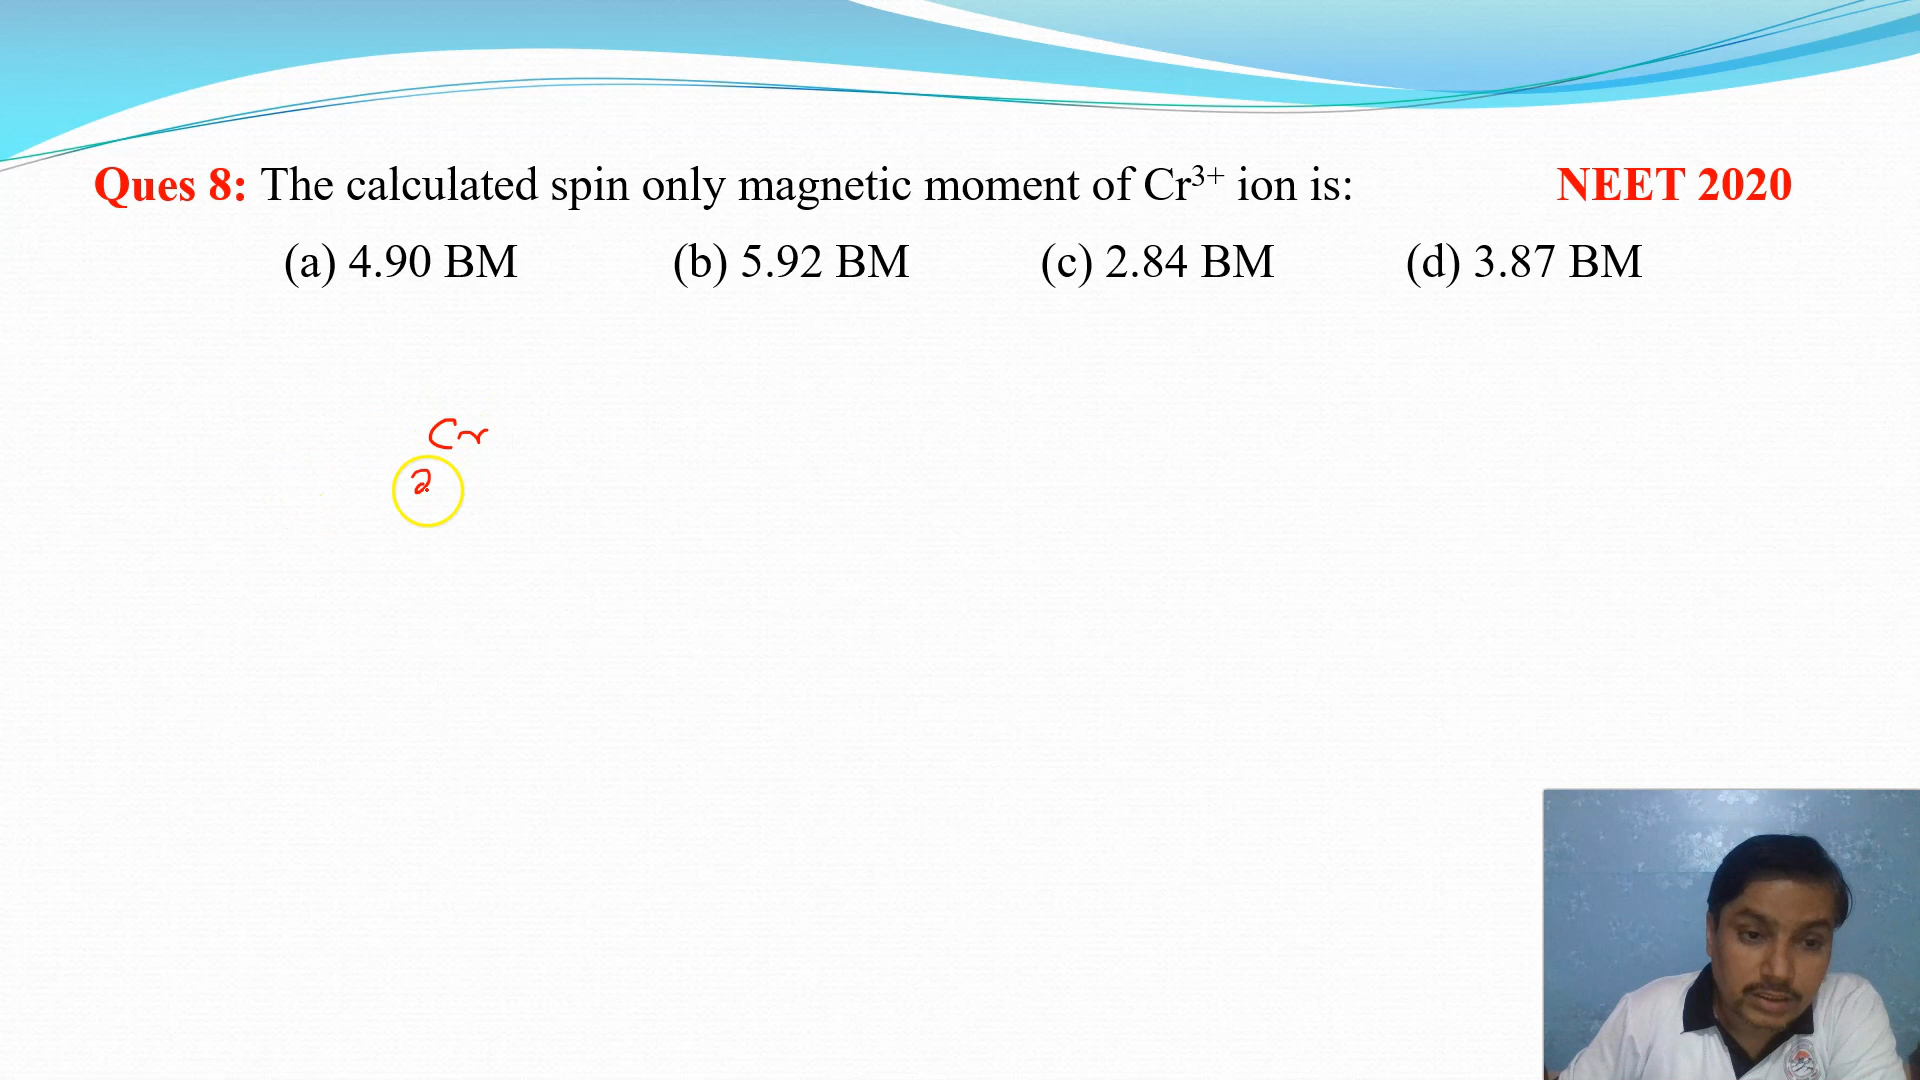 Ques 8: The calculated spin only magnetic moment of Cr³⁺ ion is: NEET 2020
(a) 4.90 BM (b) 5.92 BM (c) 2.84 BM (d) 3.87 BM
Cr
2